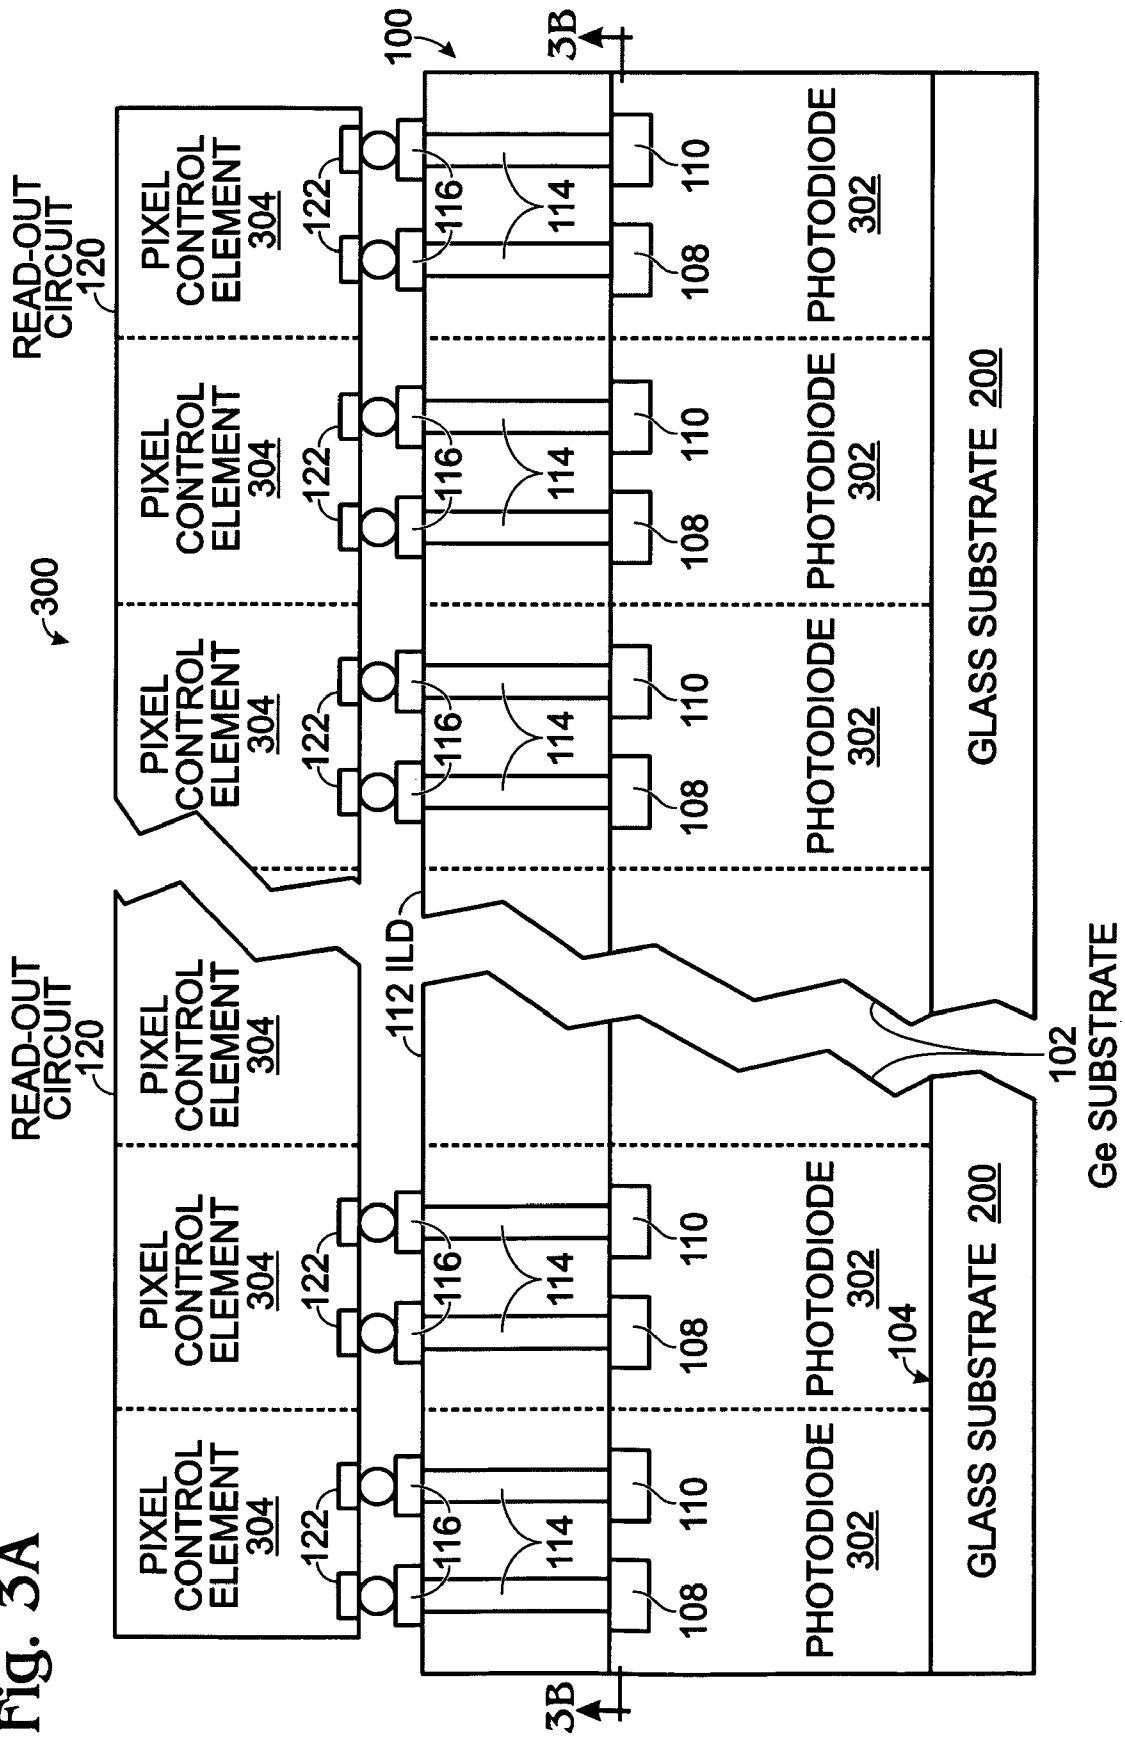 Fig. 3A
300
READ-OUT
CIRCUIT
120
READ-OUT
CIRCUIT
120
PIXEL
CONTROL
ELEMENT
304
PIXEL
CONTROL
ELEMENT
304
PIXEL
CONTROL
ELEMENT
304
PIXEL
CONTROL
ELEMENT
304
PIXEL
CONTROL
ELEMENT
304
PIXEL
CONTROL
ELEMENT
304
122
122
122
122
122
112 ILD
100
116
116
116
116
116
114
114
114
114
114
3B
3B
108
110
108
110
108
110
108
110
108
110
PHOTODIODE
302
PHOTODIODE
302
PHOTODIODE
302
PHOTODIODE
302
PHOTODIODE
302
104
GLASS SUBSTRATE 200
GLASS SUBSTRATE 200
102
Ge SUBSTRATE